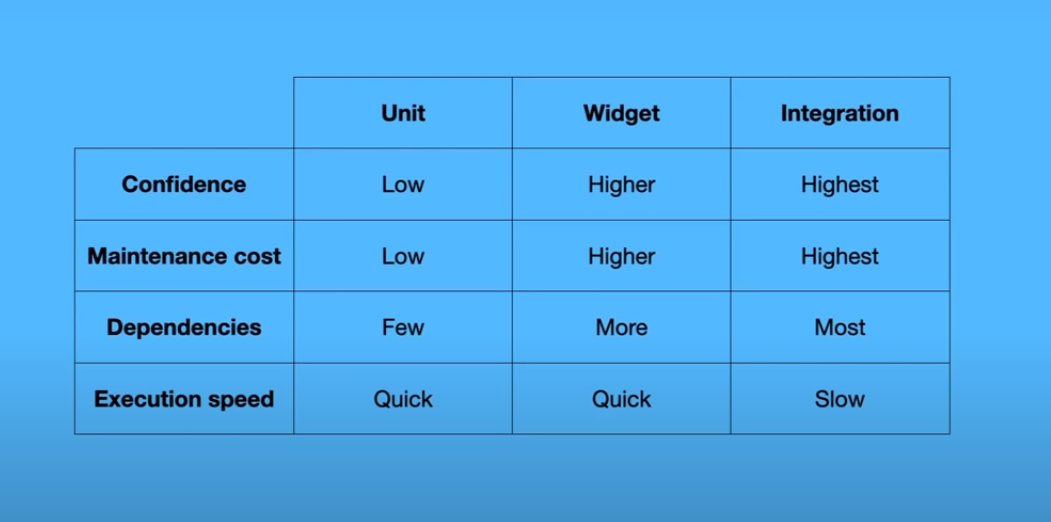 Unit Widget Integration
Confidence Low Higher Highest
Maintenance cost Low Higher Highest
Dependencies Few More Most
Execution speed Quick Quick Slow